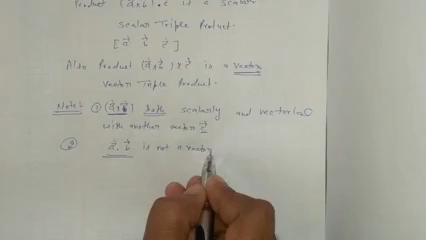 Product (a⃗×b⃗).c⃗ is a scalar
Scalar Triple Product.
[a⃗ b⃗ c⃗]
Also Product (a⃗×b⃗)×c⃗ is a vector
Vector Triple Product.
Note: ① (a⃗×b⃗) both scalarly and
with another vector c⃗
② a⃗.b⃗ is not a vector